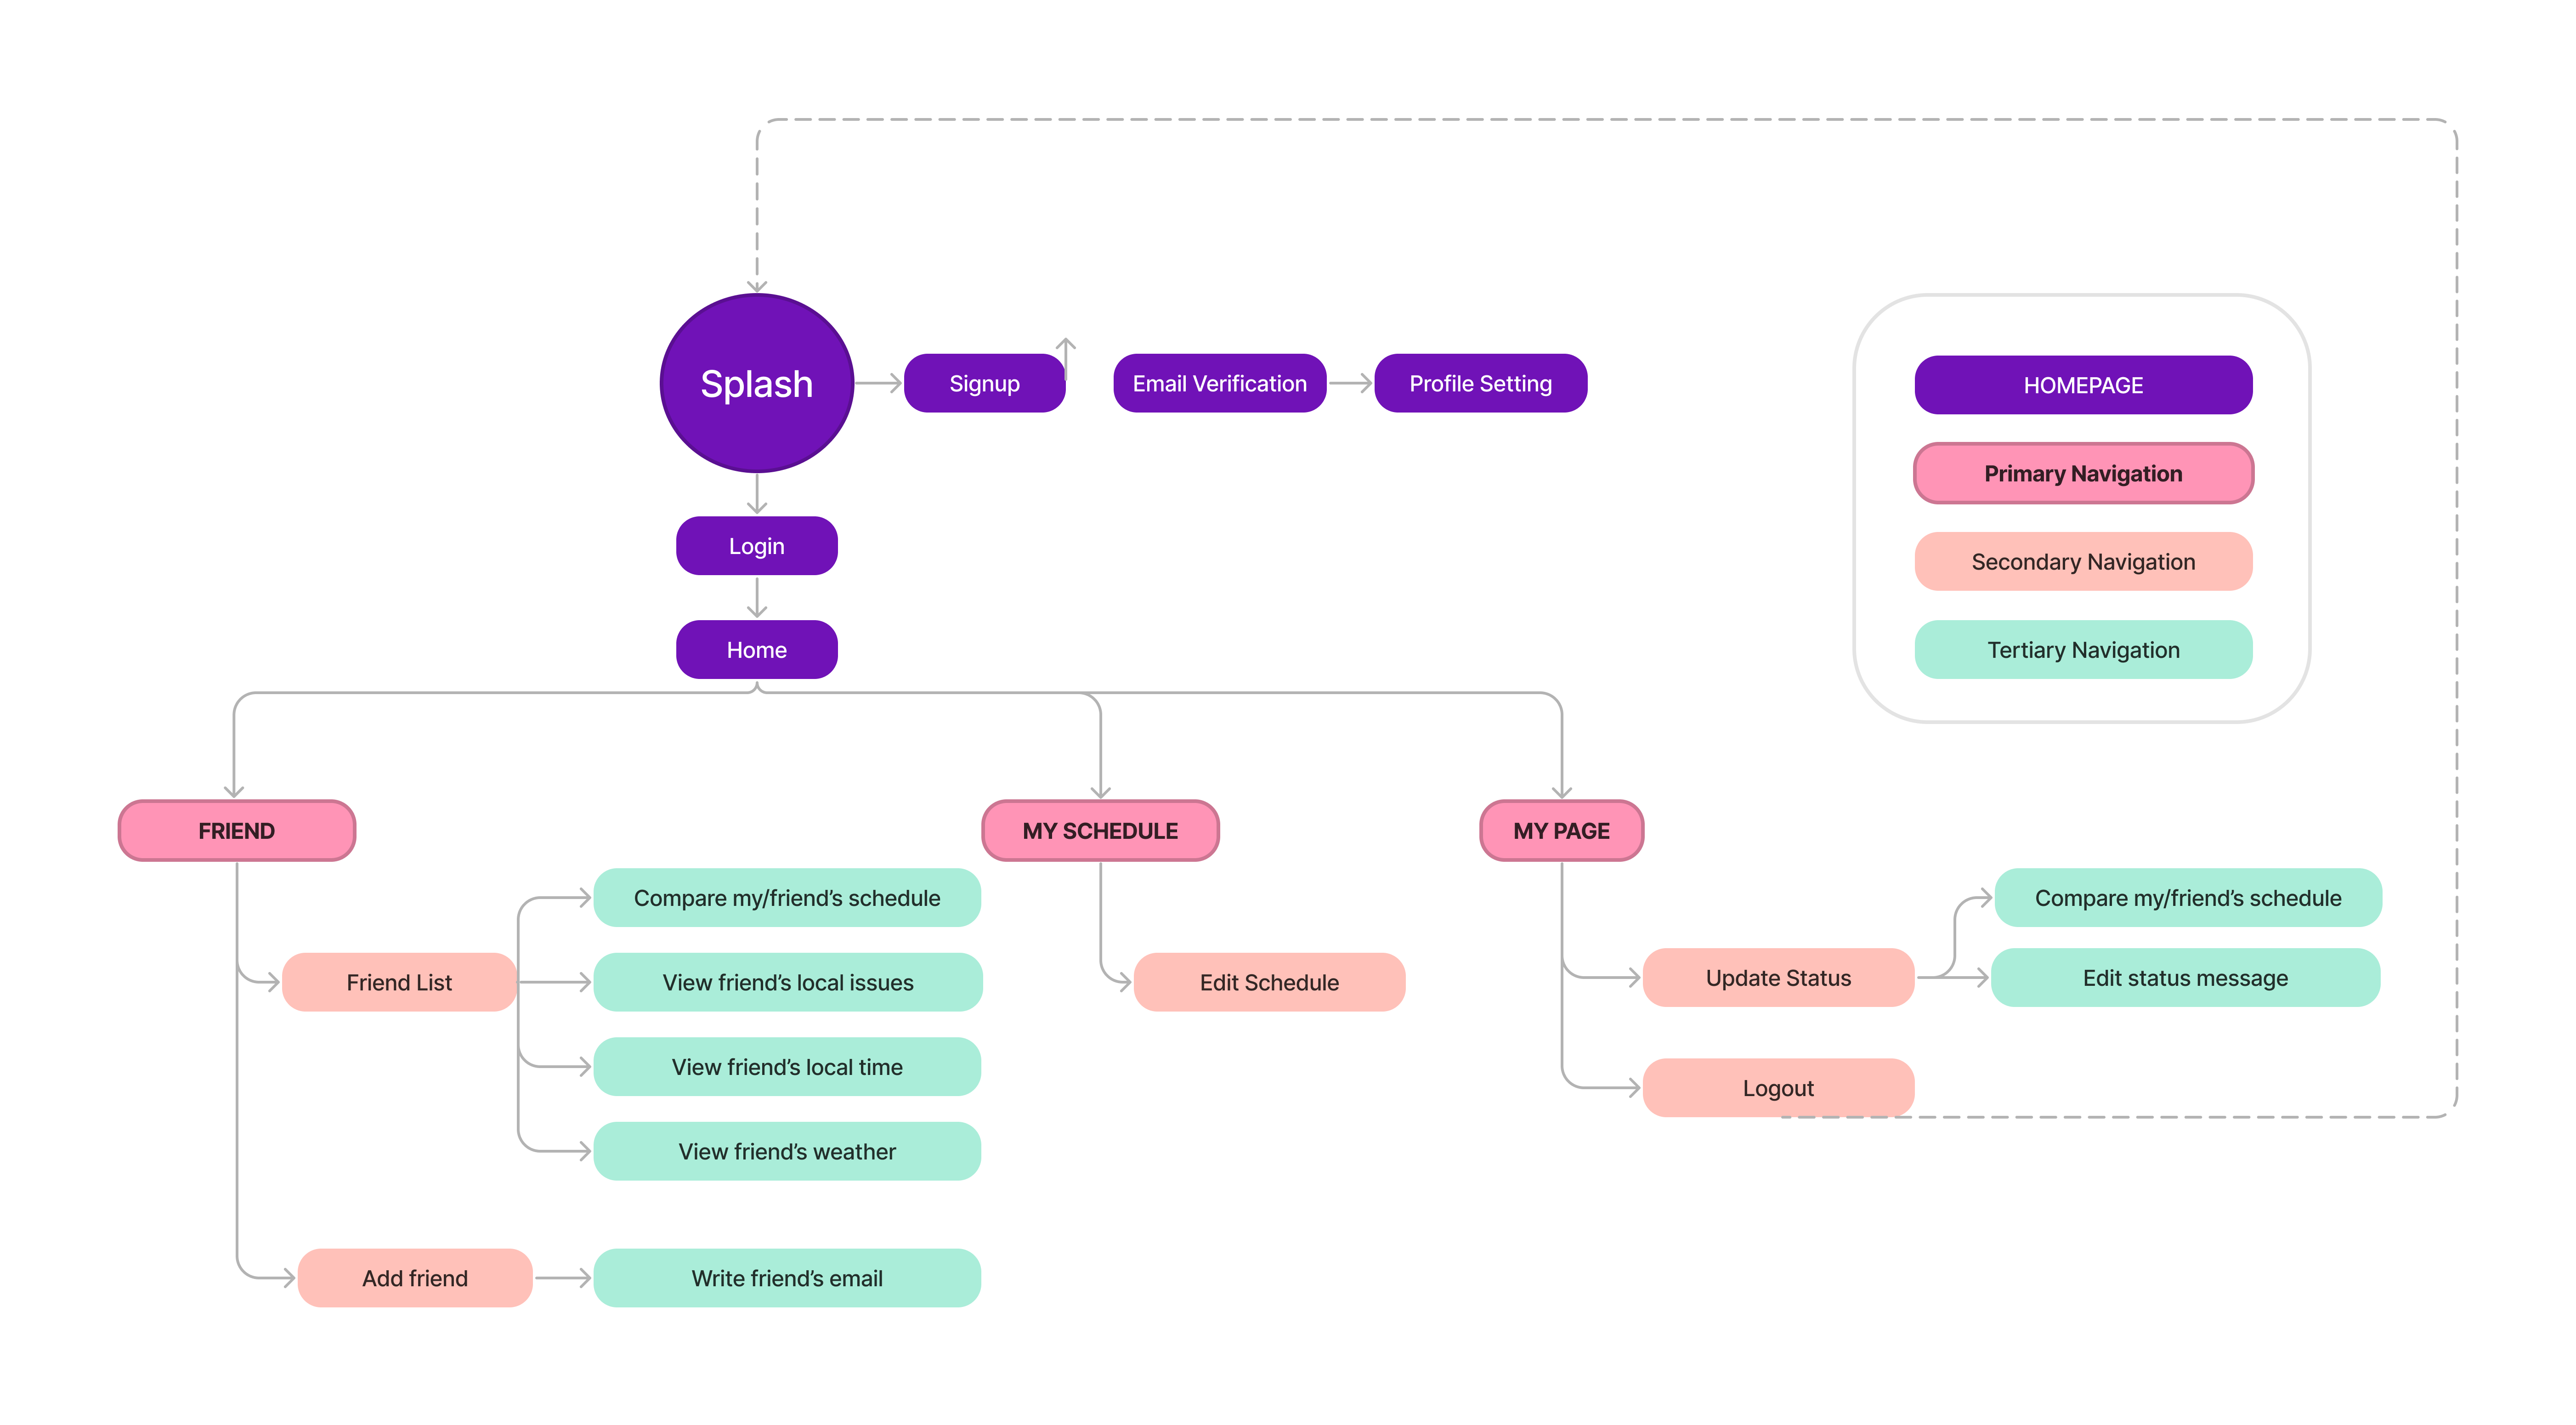 Splash
Signup
Email Verification
Profile Setting
HOMEPAGE
Primary Navigation
Secondary Navigation
Tertiary Navigation
Login
Home
FRIEND
MY SCHEDULE
MY PAGE
Compare my/friend’s schedule
Friend List
View friend’s local issues
View friend’s local time
View friend’s weather
Add friend
Write friend’s email
Edit Schedule
Update Status
Compare my/friend’s schedule
Edit status message
Logout